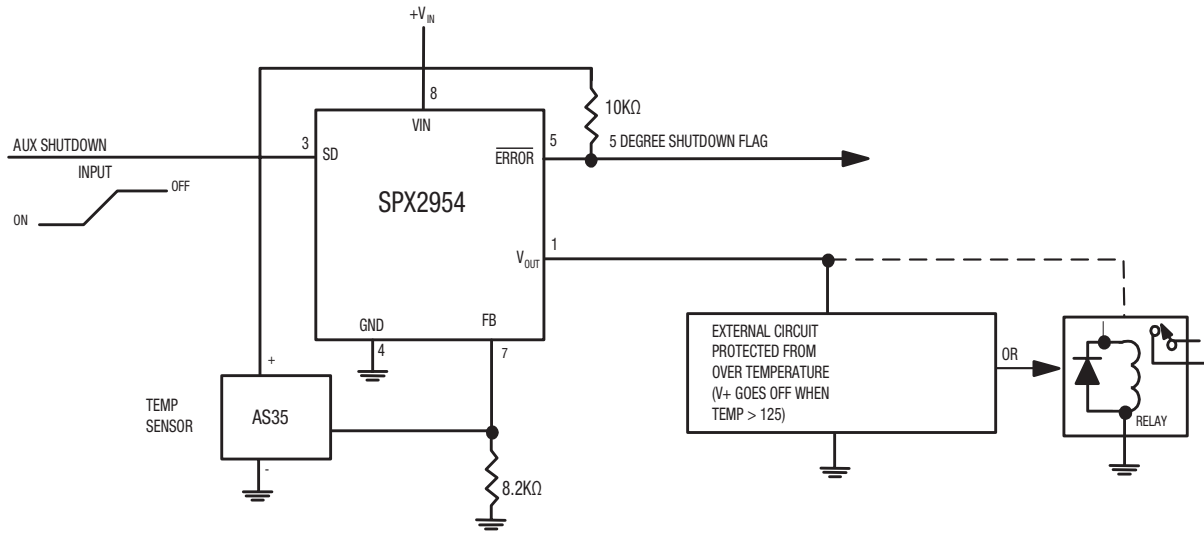 +VIN
8
VIN
10KΩ
AUX SHUTDOWN
3
SD
5
ERROR
5 DEGREE SHUTDOWN FLAG
INPUT
OFF
ON
SPX2954
1
VOUT
GND
FB
4
7
EXTERNAL CIRCUIT
PROTECTED FROM
OVER TEMPERATURE
(V+ GOES OFF WHEN
TEMP > 125)
OR
RELAY
+
TEMP
SENSOR
AS35
-
8.2KΩ